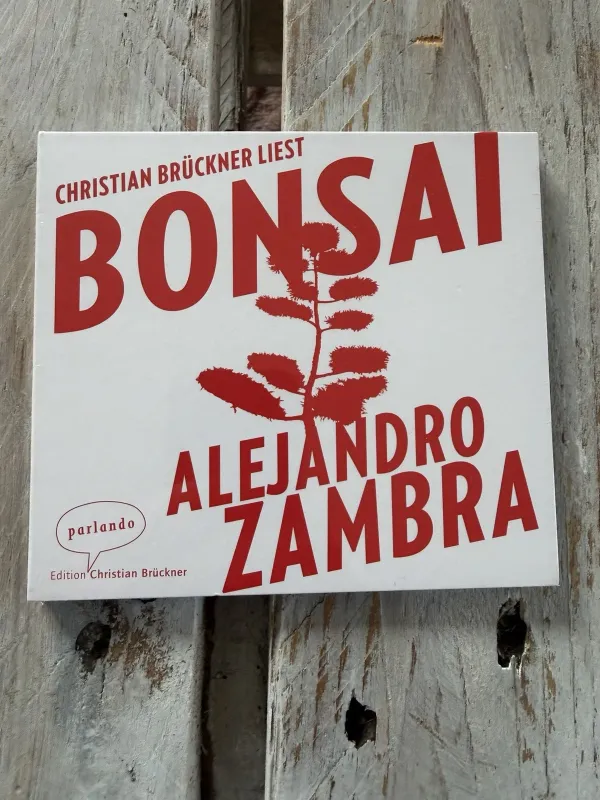 CHRISTIAN BRÜCKNER LIEST
BONSAI
ALEJANDRO
ZAMBRA
parlando
Edition Christian Brückner